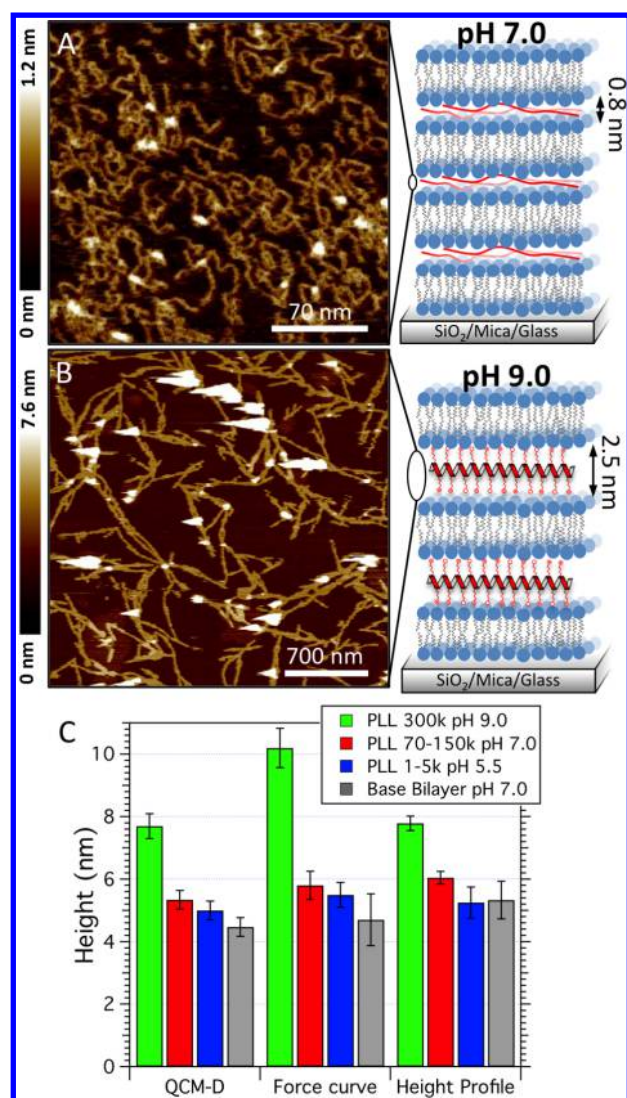 A
1.2 nm
0 nm
70 nm
pH 7.0
0.8 nm
SiO₂/Mica/Glass
B
7.6 nm
0 nm
700 nm
pH 9.0
2.5 nm
SiO₂/Mica/Glass
C
PLL 300k pH 9.0
PLL 70-150k pH 7.0
PLL 1-5k pH 5.5
Base Bilayer pH 7.0
Height (nm)
10
8
6
4
2
0
QCM-D
Force curve
Height Profile